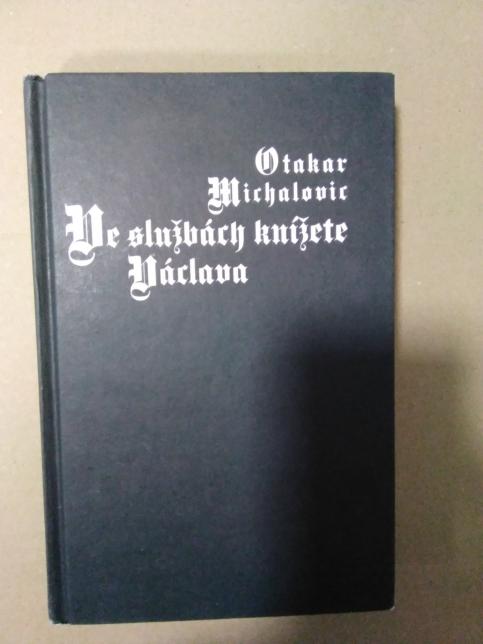 Otakar
Michalovic
Ve službách knížete
Václava